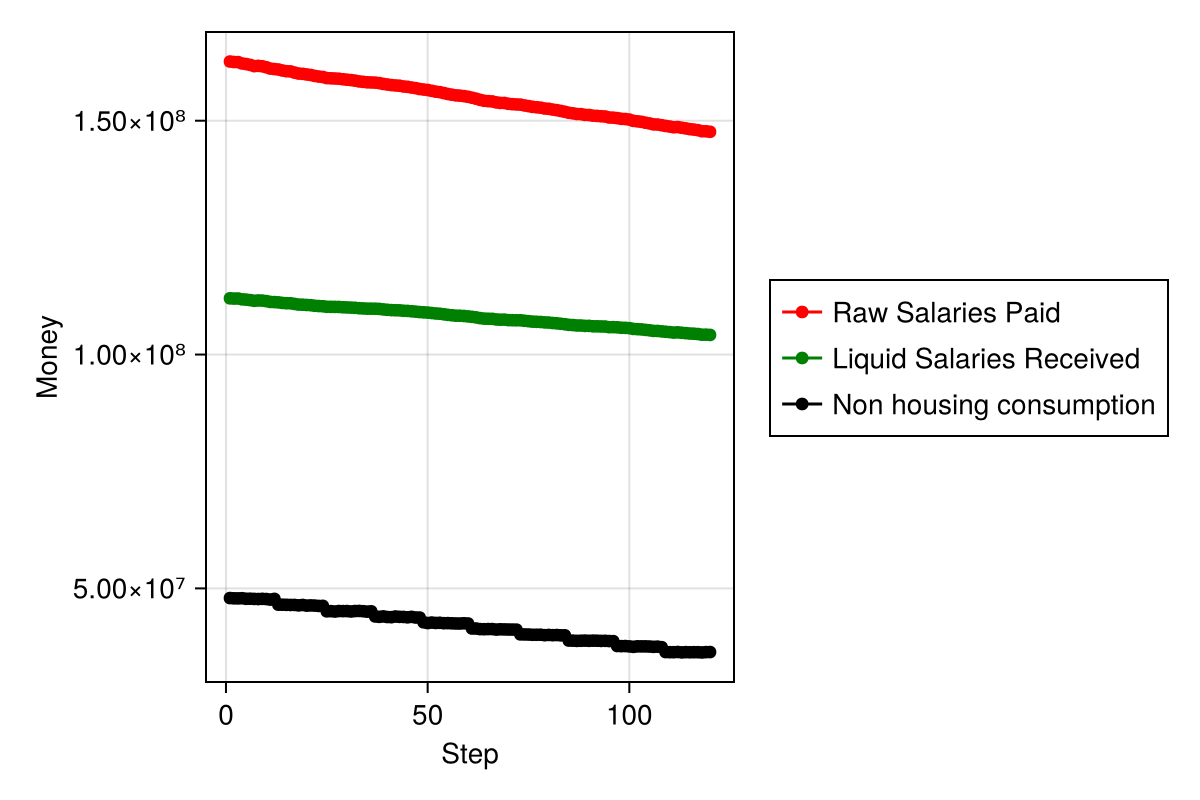 Money
1.50×10⁸
1.00×10⁸
5.00×10⁷
0 50 100
Step
Raw Salaries Paid
Liquid Salaries Received
Non housing consumption